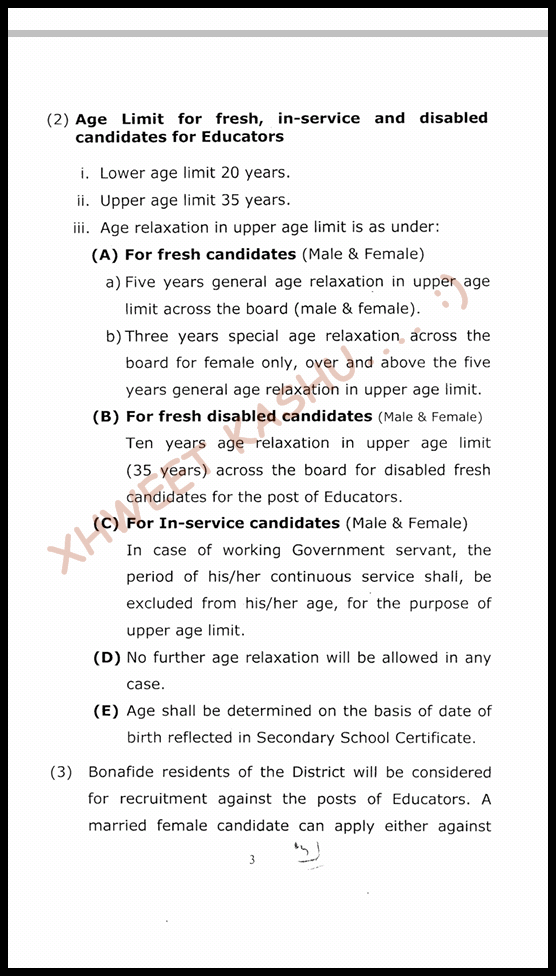 (2) Age Limit for fresh, in-service and disabled
candidates for Educators
i. Lower age limit 20 years.
ii. Upper age limit 35 years.
iii. Age relaxation in upper age limit is as under:
(A) For fresh candidates (Male & Female)
a) Five years general age relaxation in upper age
limit across the board (male & female).
b) Three years special age relaxation across the
board for female only, over and above the five
years general age relaxation in upper age limit.
(B) For fresh disabled candidates (Male & Female)
Ten years age relaxation in upper age limit
(35 years) across the board for disabled fresh
candidates for the post of Educators.
(C) For In-service candidates (Male & Female)
In case of working Government servant, the
period of his/her continuous service shall, be
excluded from his/her age, for the purpose of
upper age limit.
(D) No further age relaxation will be allowed in any
case.
(E) Age shall be determined on the basis of date of
birth reflected in Secondary School Certificate.
(3) Bonafide residents of the District will be considered
for recruitment against the posts of Educators. A
married female candidate can apply either against
3
XHWEET KASHU.... :)